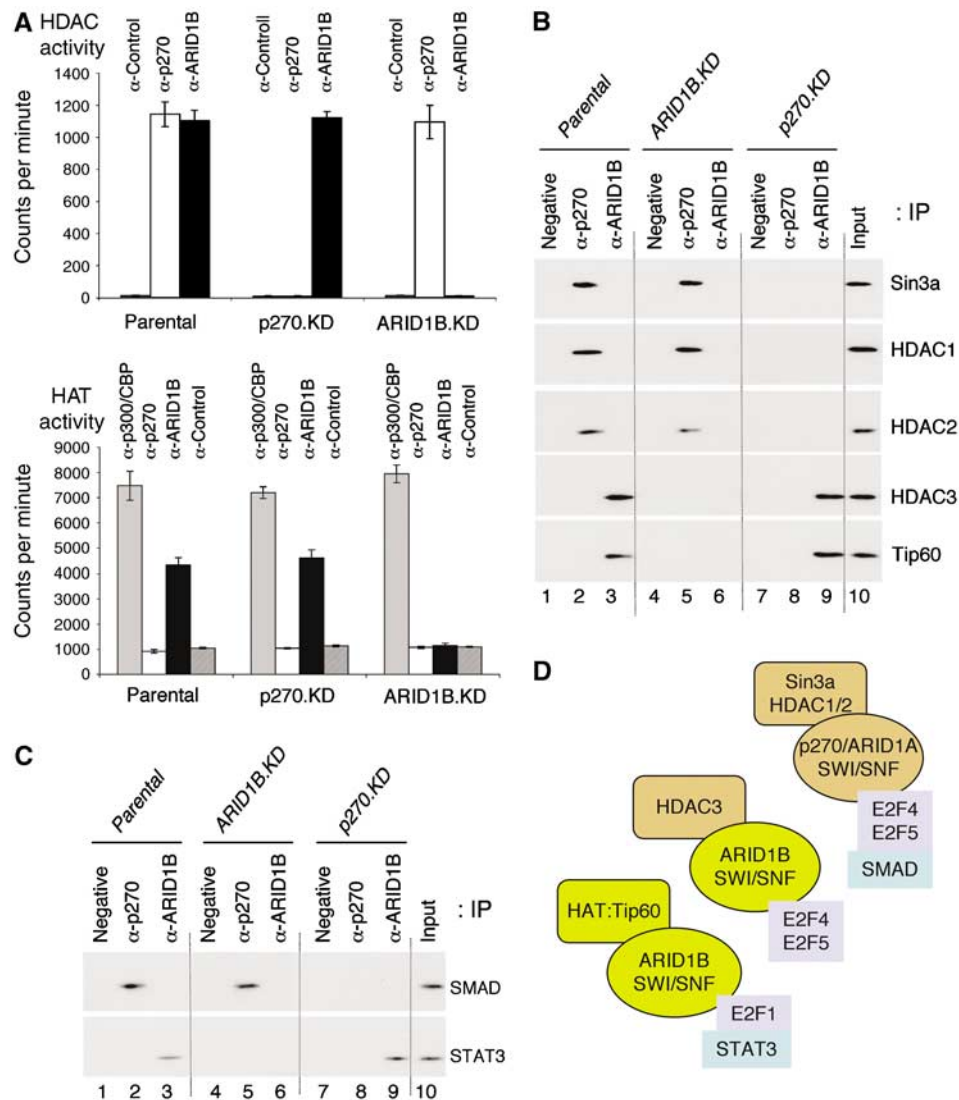 A
HDAC
activity
α-Control
α-p270
α-ARID1B
α-Controll
α-p270
α-ARID1B
α-Control
α-p270
α-ARID1B
Counts per minute
1400
1200
1000
800
600
400
200
0
Parental
p270.KD
ARID1B.KD
HAT
activity
α-p300/CBP
α-p270
α-ARID1B
α-Control
α-p300/CBP
α-p270
α-ARID1B
α-Control
α-p300/CBP
α-p270
α-ARID1B
α-Control
Counts per minute
9000
8000
7000
6000
5000
4000
3000
2000
1000
0
Parental
p270.KD
ARID1B.KD
B
Parental
ARID1B.KD
p270.KD
Negative
α-p270
α-ARID1B
Negative
α-p270
α-ARID1B
Negative
α-p270
α-ARID1B
Input
: IP
Sin3a
HDAC1
HDAC2
HDAC3
Tip60
1 2 3 4 5 6 7 8 9 10
C
Parental
ARID1B.KD
p270.KD
Negative
α-p270
α-ARID1B
Negative
α-p270
α-ARID1B
Negative
α-p270
α-ARID1B
Input
: IP
SMAD
STAT3
1 2 3 4 5 6 7 8 9 10
D
Sin3a
HDAC1/2
p270/ARID1A
SWI/SNF
E2F4
E2F5
SMAD
HDAC3
ARID1B
SWI/SNF
E2F4
E2F5
HAT:Tip60
ARID1B
SWI/SNF
E2F1
STAT3